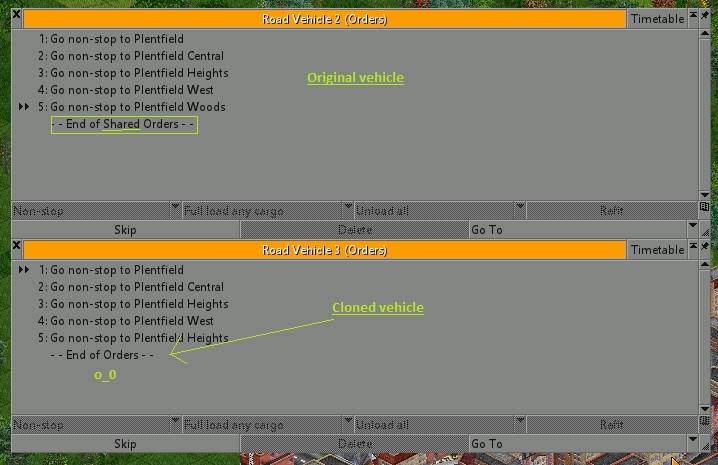 Road Vehicle 2 (Orders)
Timetable
1: Go non-stop to Plentfield
2: Go non-stop to Plentfield Central
3: Go non-stop to Plentfield Heights
4: Go non-stop to Plentfield West
5: Go non-stop to Plentfield Woods
- - End of Shared Orders - -
Original vehicle
Non-stop
Full load any cargo
Unload all
Refit
Skip
Delete
Go To
Road Vehicle 3 (Orders)
Timetable
1: Go non-stop to Plentfield
2: Go non-stop to Plentfield Central
3: Go non-stop to Plentfield Heights
4: Go non-stop to Plentfield West
5: Go non-stop to Plentfield Heights
- - End of Orders - -
Cloned vehicle
o_0
Non-stop
Full load any cargo
Unload all
Refit
Skip
Delete
Go To